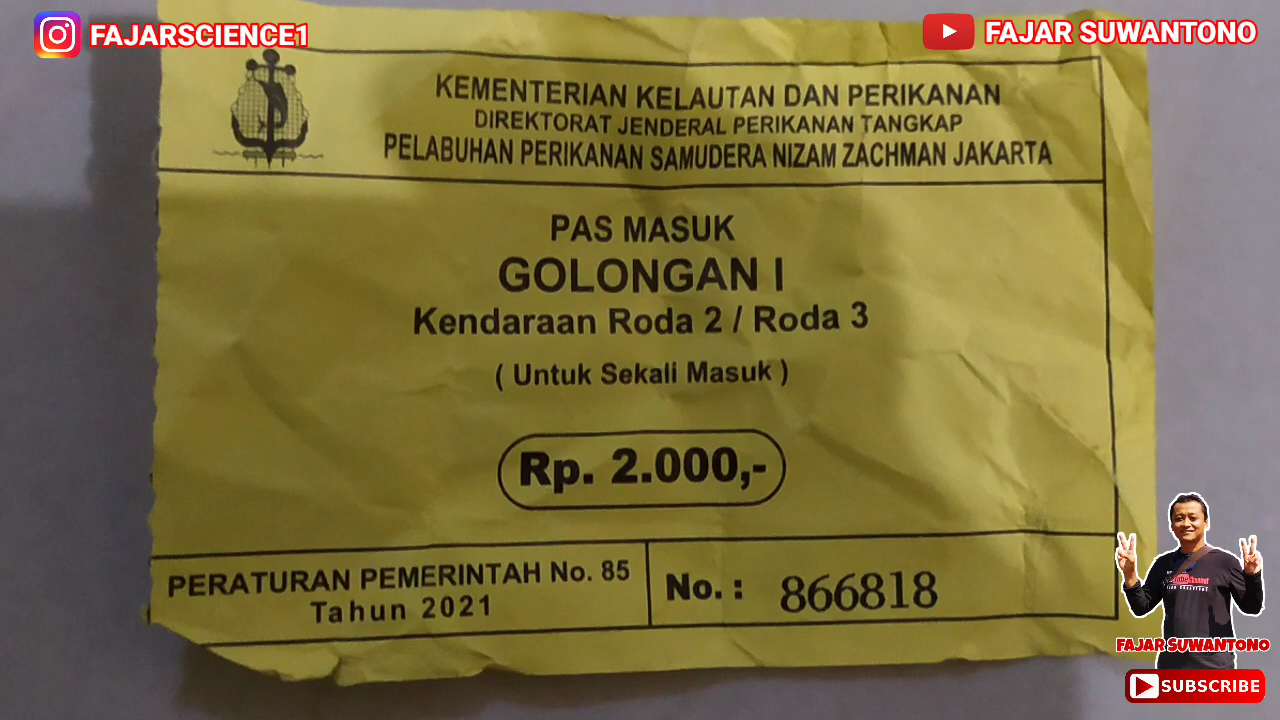 FAJARSCIENCE1
FAJAR SUWANTONO
KEMENTERIAN KELAUTAN DAN PERIKANAN
DIREKTORAT JENDERAL PERIKANAN TANGKAP
PELABUHAN PERIKANAN SAMUDERA NIZAM ZACHMAN JAKARTA
PAS MASUK
GOLONGAN I
Kendaraan Roda 2 / Roda 3
( Untuk Sekali Masuk )
Rp. 2.000,-
PERATURAN PEMERINTAH No. 85
Tahun 2021
No. : 866818
FAJAR SUWANTONO
SUBSCRIBE